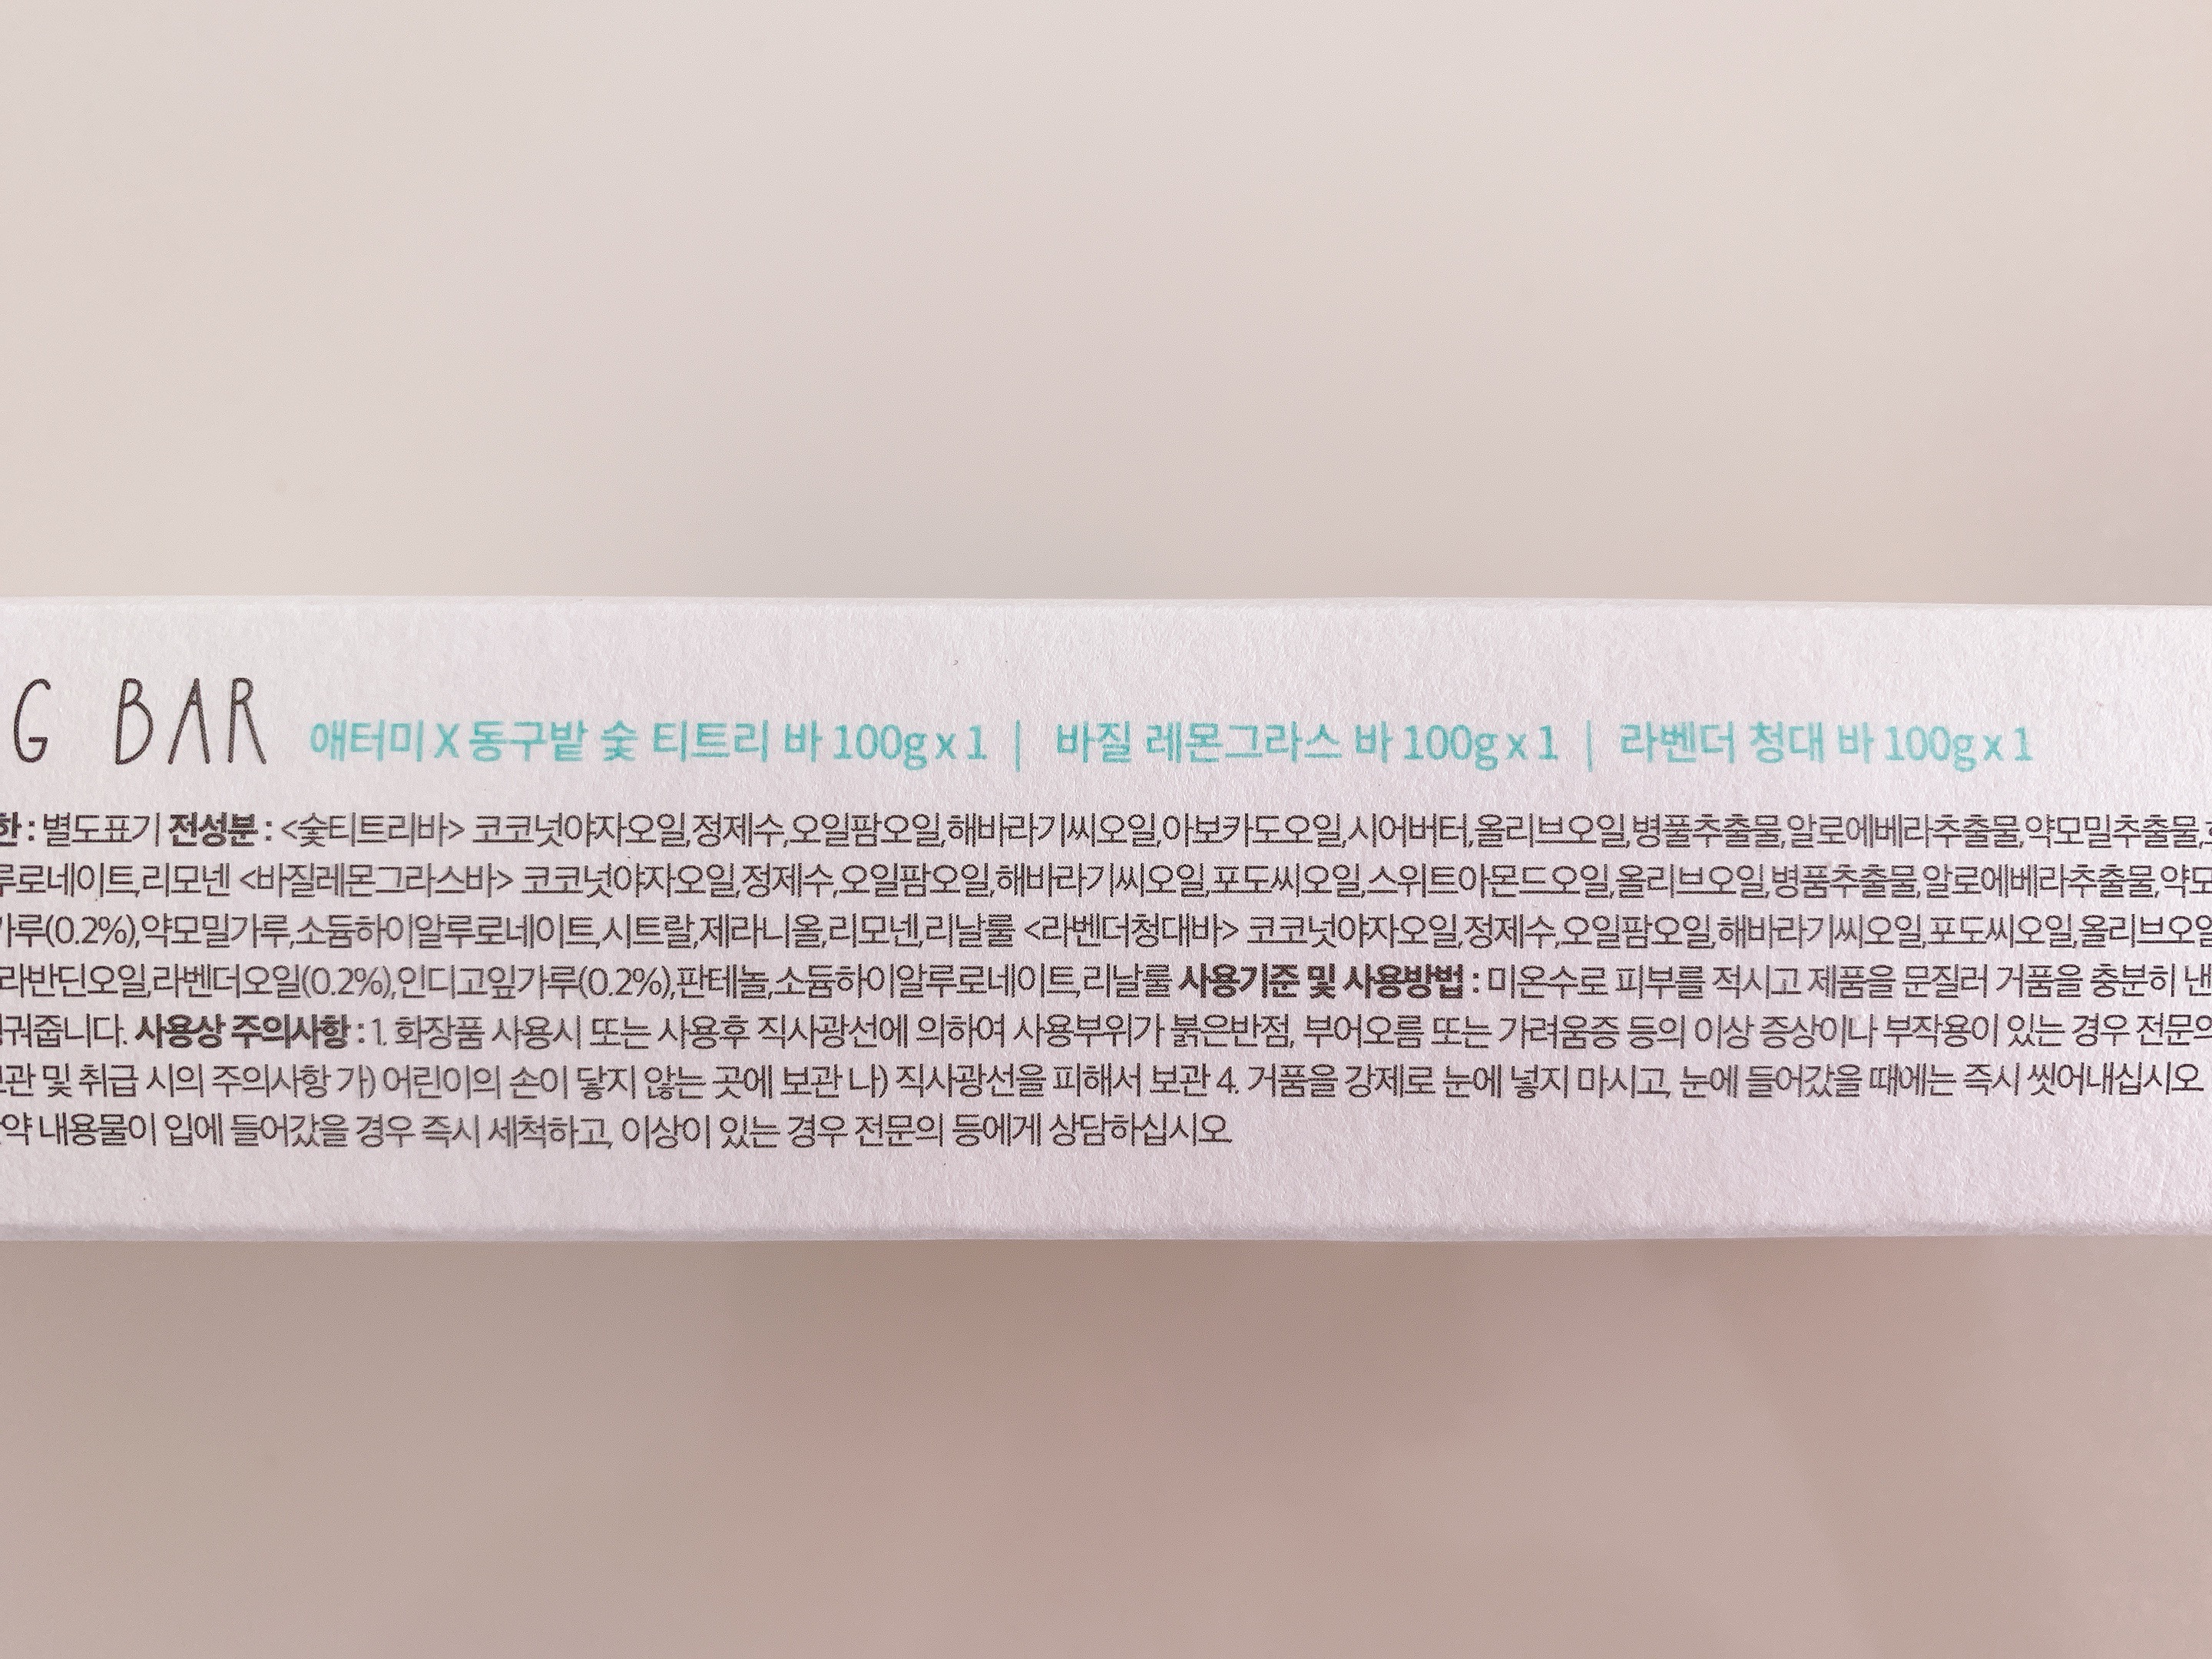 G BAR 애터미 X 동구밭 숯 티트리 바 100g x 1 | 바질 레몬그라스 바 100g x 1 | 라벤더 청대 바 100g x 1
한 : 별도표기 전성분 : <숯티트리바> 코코넛야자오일,정제수,오일팜오일,해바라기씨오일,아보카도오일,시어버터,올리브오일,병풀추출물,알로에베라추출물,약모밀추출물,
루로네이트,리모넨 <바질레몬그라스바> 코코넛야자오일,정제수,오일팜오일,해바라기씨오일,포도씨오일,스위트아몬드오일,올리브오일,병품추출물,알로에베라추출물,약모
가루(0.2%),약모밀가루,소듐하이알루로네이트,시트랄,제라니올,리모넨,리날룰 <라벤더청대바> 코코넛야자오일,정제수,오일팜오일,해바라기씨오일,포도씨오일,올리브오일
라반딘오일,라벤더오일(0.2%),인디고잎가루(0.2%),판테놀,소듐하이알루로네이트,리날룰 사용기준 및 사용방법 : 미온수로 피부를 적시고 제품을 문질러 거품을 충분히 낸
궈줍니다. 사용상 주의사항 : 1. 화장품 사용시 또는 사용후 직사광선에 의하여 사용부위가 붉은반점, 부어오름 또는 가려움증 등의 이상 증상이나 부작용이 있는 경우 전문의
보관 및 취급 시의 주의사항 가) 어린이의 손이 닿지 않는 곳에 보관 나) 직사광선을 피해서 보관 4. 거품을 강제로 눈에 넣지 마시고, 눈에 들어갔을 때에는 즉시 씻어내십시오.
약 내용물이 입에 들어갔을 경우 즉시 세척하고, 이상이 있는 경우 전문의 등에게 상담하십시오.